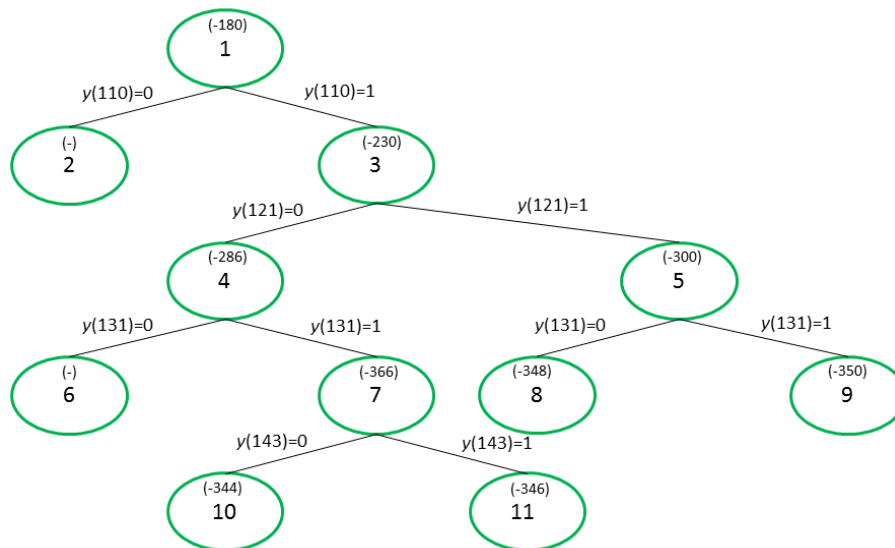 (-180)
1
y(110)=0
y(110)=1
(-)
2
(-230)
3
y(121)=0
y(121)=1
(-286)
4
(-300)
5
y(131)=0
y(131)=1
y(131)=0
y(131)=1
(-)
6
(-366)
7
(-348)
8
(-350)
9
y(143)=0
y(143)=1
(-344)
10
(-346)
11